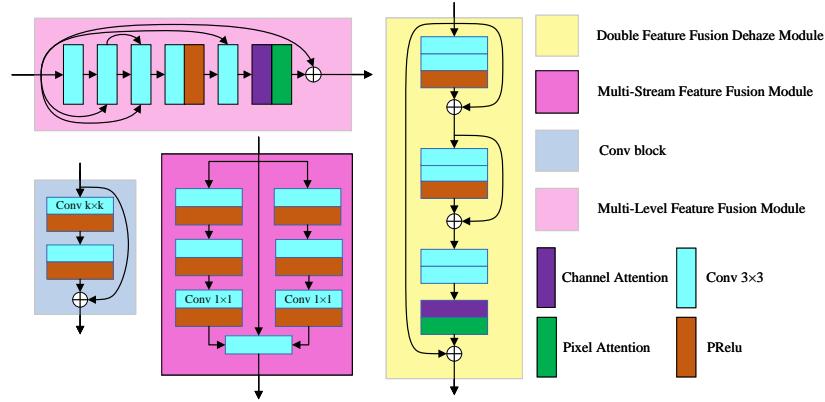 Double Feature Fusion Dehaze Module
Multi-Stream Feature Fusion Module
Conv block
Multi-Level Feature Fusion Module
Channel Attention
Conv 3×3
Pixel Attention
PRelu
Conv k×k
Conv 1×1
Conv 1×1